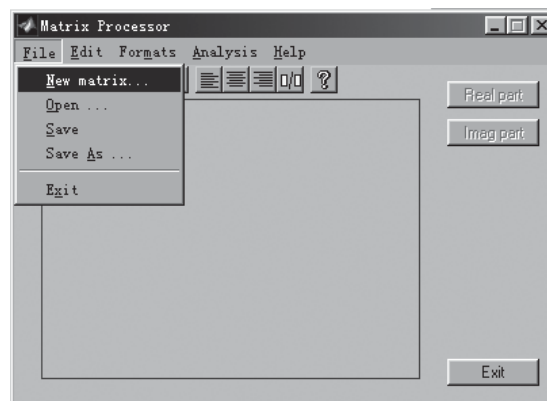 Matrix Processor
File Edit Formats Analysis Help
New matrix...
Open ...
Save
Save As ...
Exit
Real part
Imag part
Exit